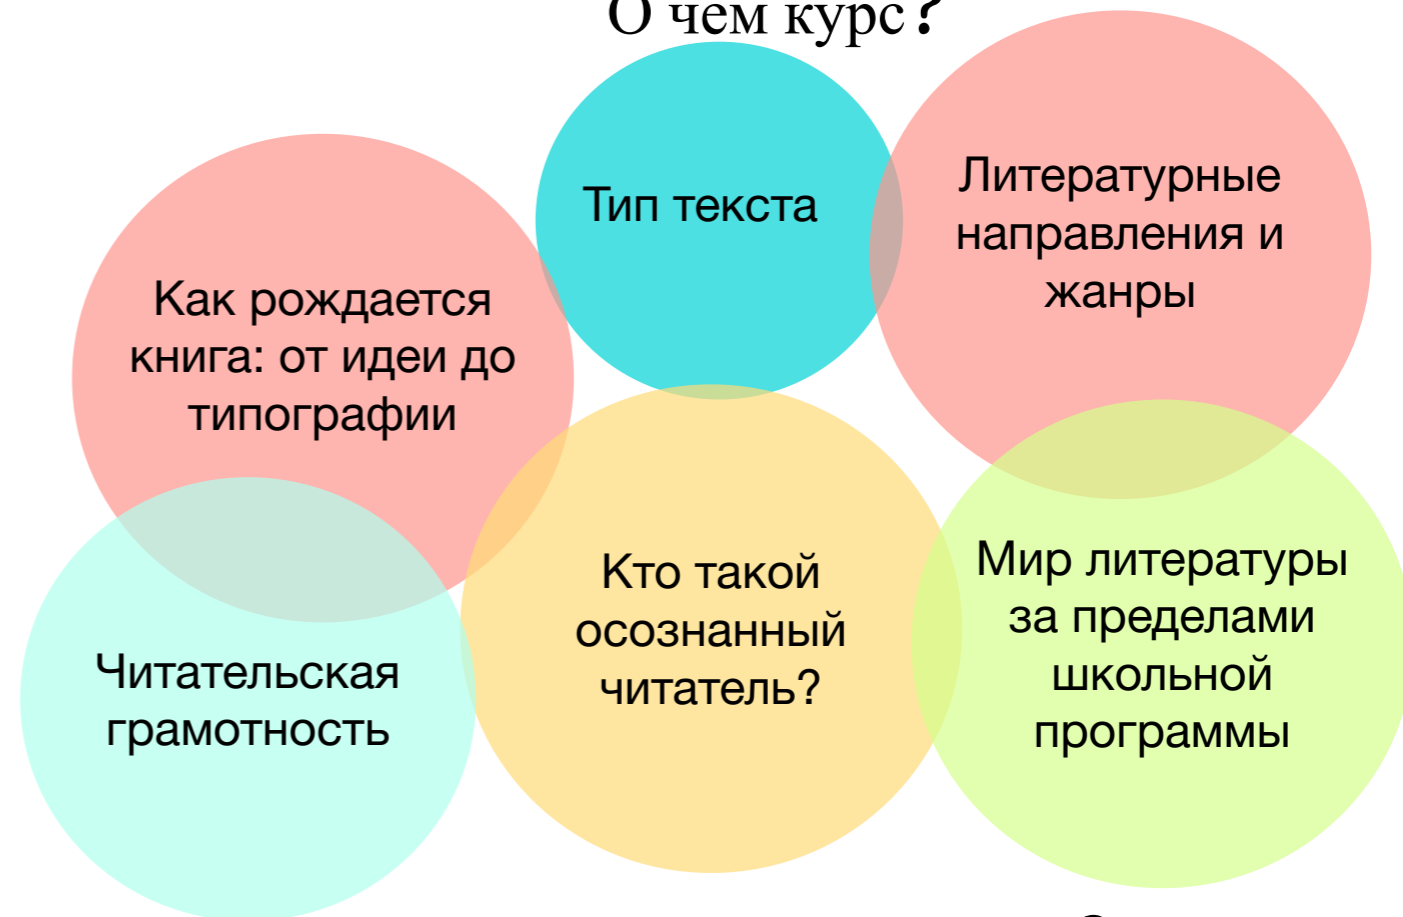 О чем курс?
Тип текста
Литературные
направления и
жанры
Как рождается
книга: от идеи до
типографии
Кто такой
осознанный
читатель?
Мир литературы
за пределами
школьной
программы
Читательская
грамотность